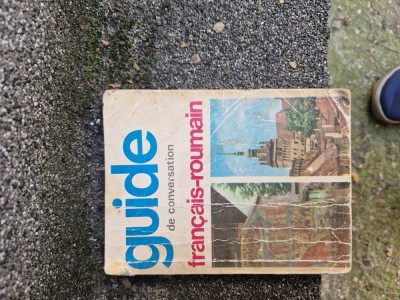 guide
de conversation
français-roumain